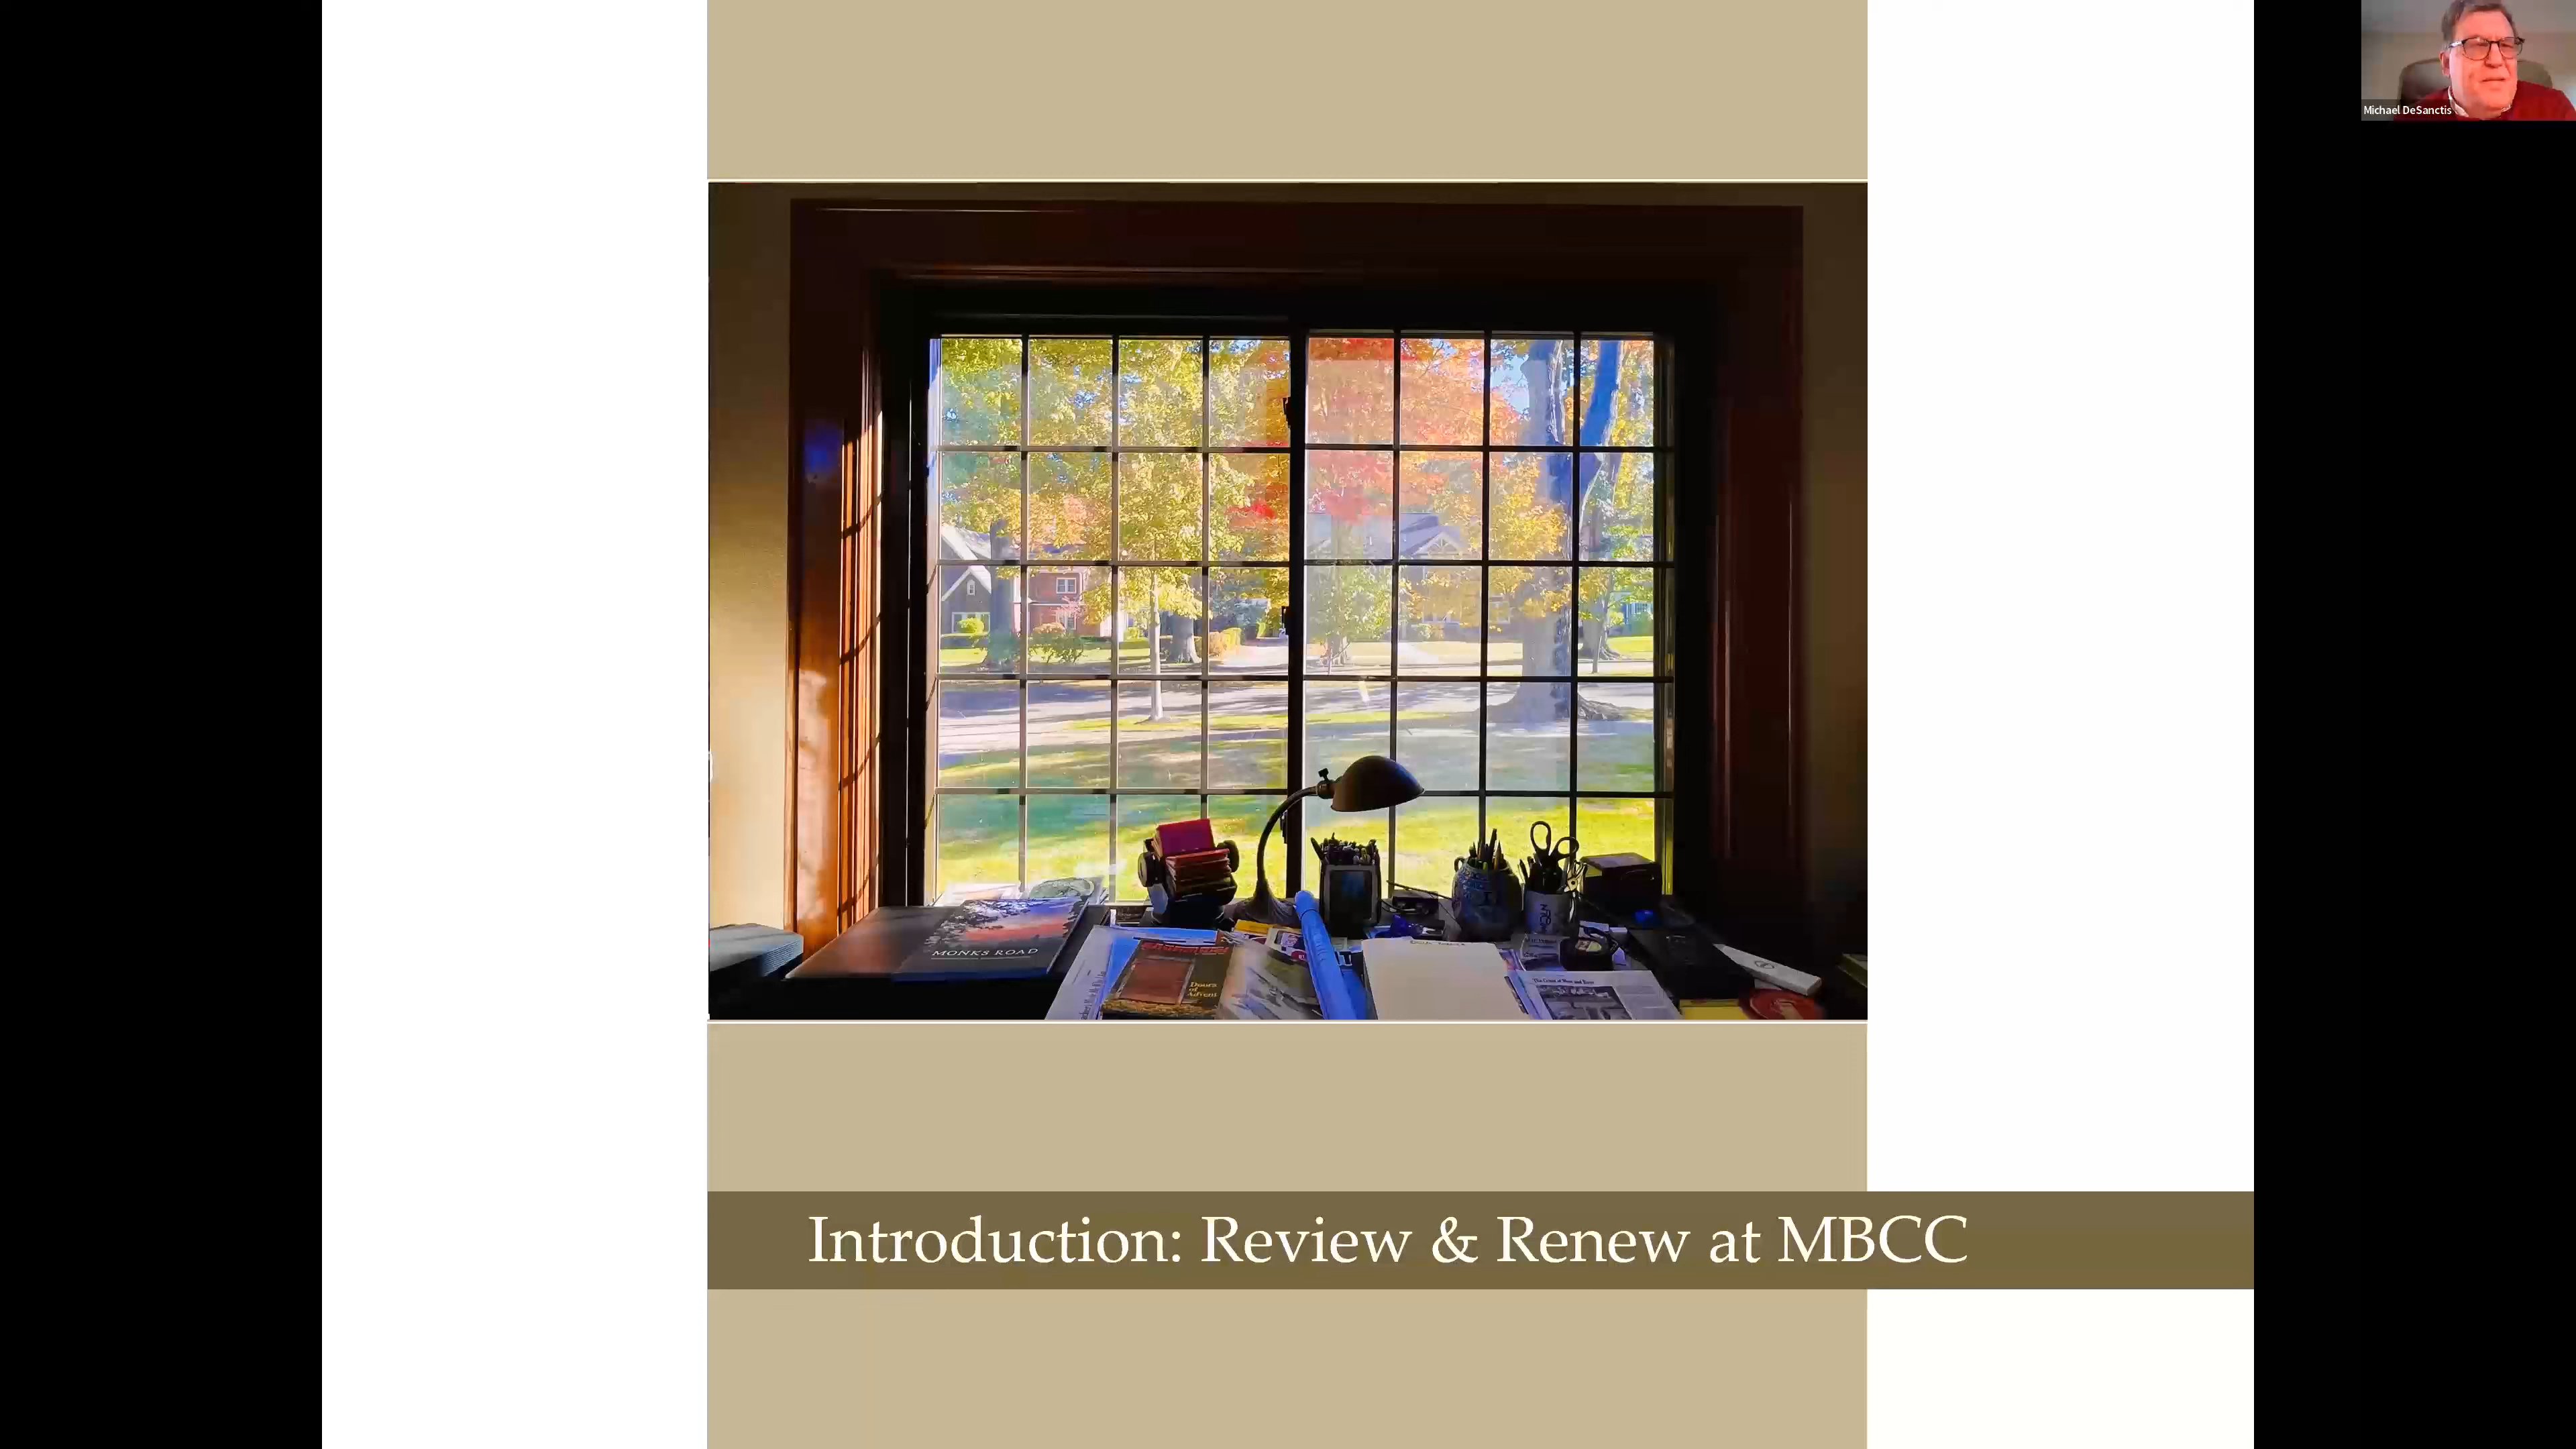 Michael DeSanctis
MONKS ROAD
Doors
of
Advent
Introduction: Review & Renew at MBCC